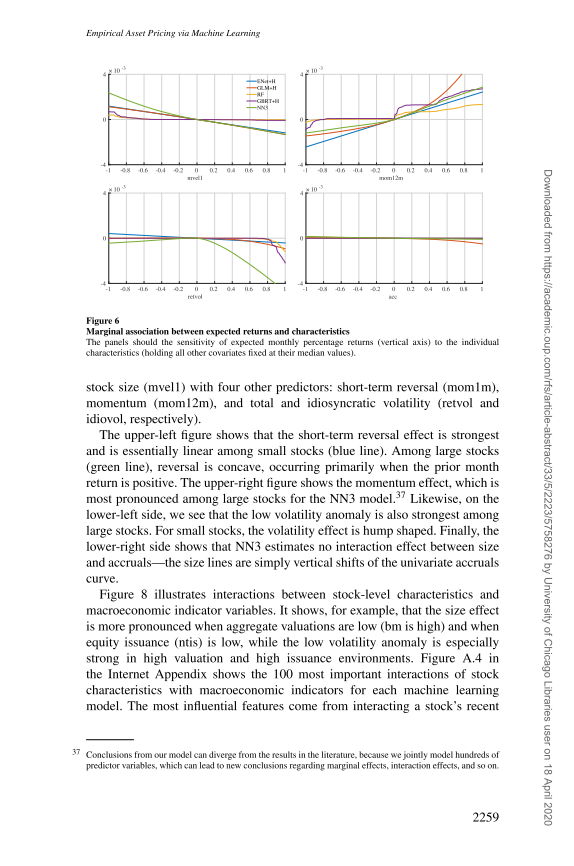 Empirical Asset Pricing via Machine Learning
4 ×10⁻³
ENet+H
GLM+H
RF
GBRT+H
NN3
0
-4
-1 -0.8 -0.6 -0.4 -0.2 0 0.2 0.4 0.6 0.8 1
mvel1
4 ×10⁻³
0
-4
-1 -0.8 -0.6 -0.4 -0.2 0 0.2 0.4 0.6 0.8 1
mom12m
4 ×10⁻³
0
-4
-1 -0.8 -0.6 -0.4 -0.2 0 0.2 0.4 0.6 0.8 1
retvol
4 ×10⁻³
0
-4
-1 -0.8 -0.6 -0.4 -0.2 0 0.2 0.4 0.6 0.8 1
acc
Figure 6
Marginal association between expected returns and characteristics
The panels should the sensitivity of expected monthly percentage returns (vertical axis) to the individual
characteristics (holding all other covariates fixed at their median values).
stock size (mvel1) with four other predictors: short-term reversal (mom1m),
momentum (mom12m), and total and idiosyncratic volatility (retvol and
idiovol, respectively).
The upper-left figure shows that the short-term reversal effect is strongest
and is essentially linear among small stocks (blue line). Among large stocks
(green line), reversal is concave, occurring primarily when the prior month
return is positive. The upper-right figure shows the momentum effect, which is
most pronounced among large stocks for the NN3 model.³⁷ Likewise, on the
lower-left side, we see that the low volatility anomaly is also strongest among
large stocks. For small stocks, the volatility effect is hump shaped. Finally, the
lower-right side shows that NN3 estimates no interaction effect between size
and accruals—the size lines are simply vertical shifts of the univariate accruals
curve.
Figure 8 illustrates interactions between stock-level characteristics and
macroeconomic indicator variables. It shows, for example, that the size effect
is more pronounced when aggregate valuations are low (bm is high) and when
equity issuance (ntis) is low, while the low volatility anomaly is especially
strong in high valuation and high issuance environments. Figure A.4 in
the Internet Appendix shows the 100 most important interactions of stock
characteristics with macroeconomic indicators for each machine learning
model. The most influential features come from interacting a stock's recent
³⁷ Conclusions from our model can diverge from the results in the literature, because we jointly model hundreds of
predictor variables, which can lead to new conclusions regarding marginal effects, interaction effects, and so on.
2259
Downloaded from https://academic.oup.com/rfs/article-abstract/33/5/2223/5758276 by University of Chicago Libraries user on 18 April 2020